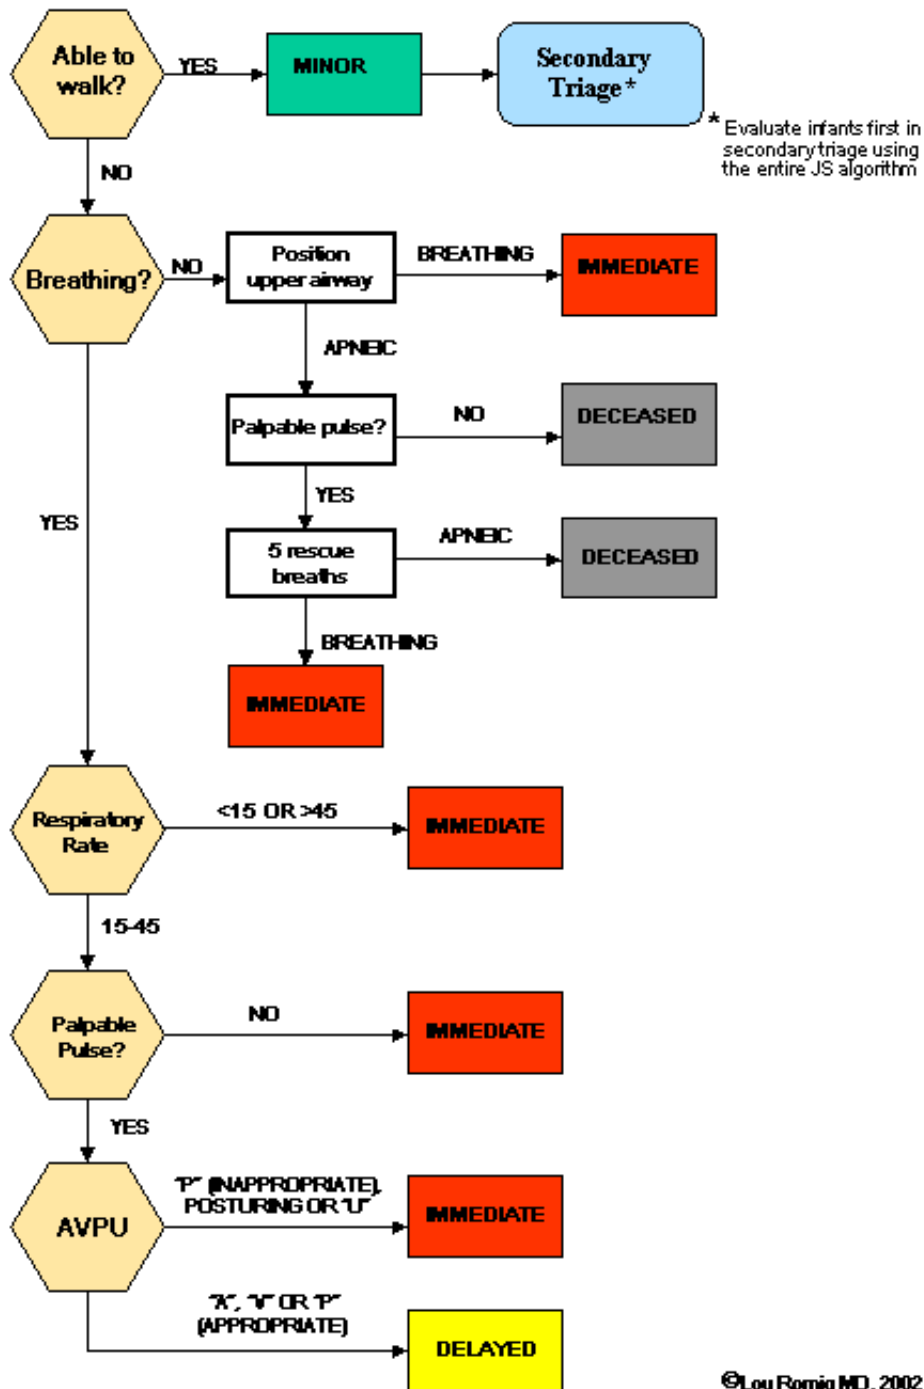 Able to
walk?
YES
MINOR
Secondary
Triage*
* Evaluate infants first in
secondary triage using
the entire JS algorithm
NO
Breathing?
NO
Position
upper airway
BREATHING
IMMEDIATE
APNEIC
Palpable pulse?
NO
DECEASED
YES
YES
5 rescue
breaths
APNEIC
DECEASED
BREATHING
IMMEDIATE
Respiratory
Rate
<15 OR >45
IMMEDIATE
15-45
Palpable
Pulse?
NO
IMMEDIATE
YES
AVPU
"P" (INAPPROPRIATE),
POSTURING OR "U"
IMMEDIATE
"A", "V" OR "P"
(APPROPRIATE)
DELAYED
©Lou Romig MD, 2002